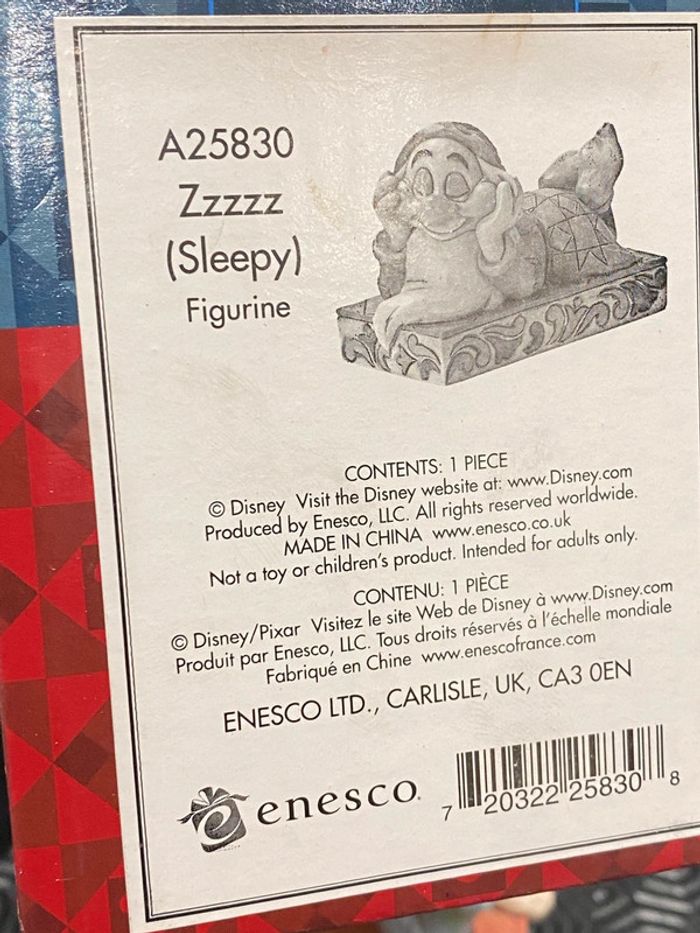 A25830
Zzzzz
(Sleepy)
Figurine
CONTENTS: 1 PIECE
© Disney Visit the Disney website at: www.Disney.com
Produced by Enesco, LLC. All rights reserved worldwide.
MADE IN CHINA www.enesco.co.uk
Not a toy or children's product. Intended for adults only.
CONTENU: 1 PIÈCE
© Disney/Pixar Visitez le site Web de Disney à www.Disney.com
Produit par Enesco, LLC. Tous droits réservés à l'échelle mondiale
Fabriqué en Chine www.enescofrance.com
ENESCO LTD., CARLISLE, UK, CA3 0EN
enesco.
7 20322 25830 8